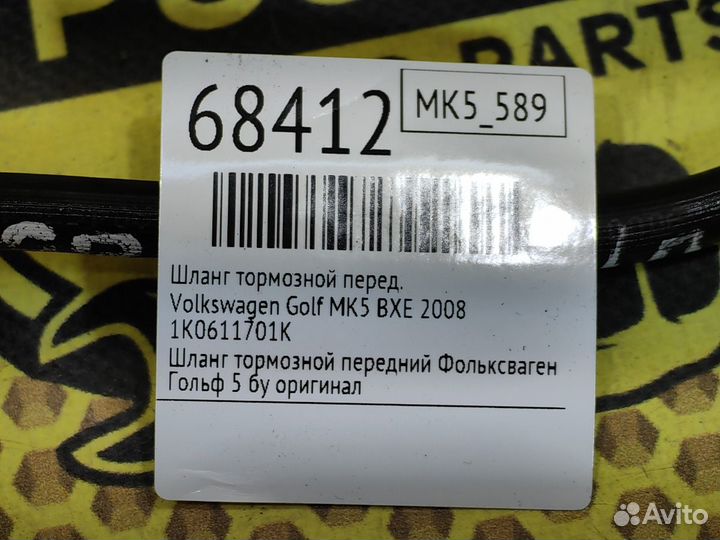 PARTS
68412
MK5_589
Шланг тормозной перед.
Volkswagen Golf MK5 BXE 2008
1K0611701K
Шланг тормозной передний Фольксваген
Гольф 5 бу оригинал
Avito